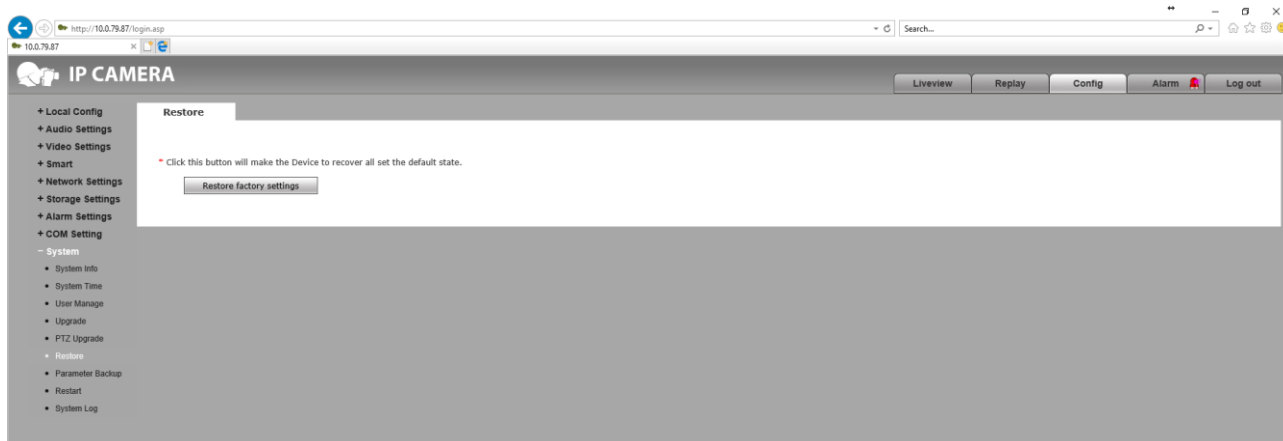 http://10.0.79.87/login.asp
Search...
10.0.79.87
IP CAMERA
Liveview
Replay
Config
Alarm
Log out
+ Local Config
+ Audio Settings
+ Video Settings
+ Smart
+ Network Settings
+ Storage Settings
+ Alarm Settings
+ COM Setting
− System
• System Info
• System Time
• User Manage
• Upgrade
• PTZ Upgrade
• Restore
• Parameter Backup
• Restart
• System Log
Restore
* Click this button will make the Device to recover all set the default state.
Restore factory settings